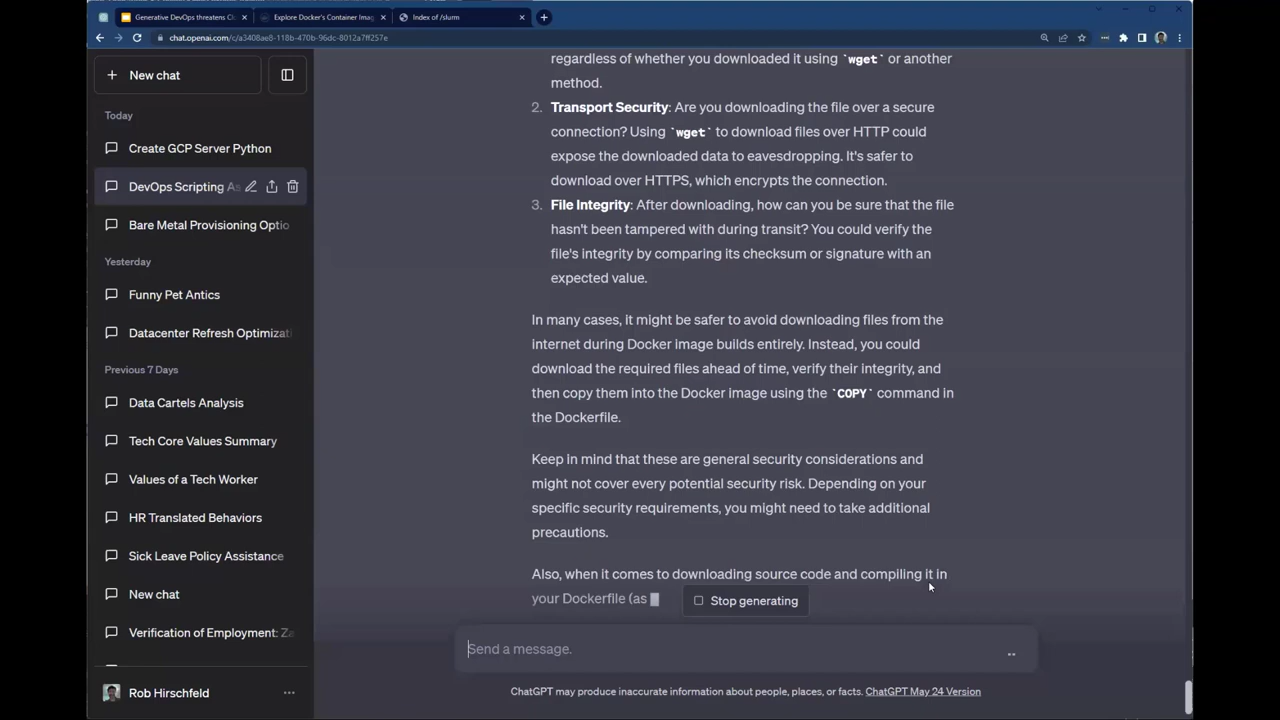 Generative DevOps threatens Cl
Explore Docker's Container Imag
Index of /slurm
chat.openai.com/c/a3408ae8-118b-470b-96dc-8012a7ff257e
New chat
Today
Create GCP Server Python
DevOps Scripting As
Bare Metal Provisioning Optio
Yesterday
Funny Pet Antics
Datacenter Refresh Optimizati
Previous 7 Days
Data Cartels Analysis
Tech Core Values Summary
Values of a Tech Worker
HR Translated Behaviors
Sick Leave Policy Assistance
New chat
Verification of Employment: Za
Rob Hirschfeld
regardless of whether you downloaded it using `wget` or another
method.
2. Transport Security: Are you downloading the file over a secure
connection? Using `wget` to download files over HTTP could
expose the downloaded data to eavesdropping. It's safer to
download over HTTPS, which encrypts the connection.
3. File Integrity: After downloading, how can you be sure that the file
hasn't been tampered with during transit? You could verify the
file's integrity by comparing its checksum or signature with an
expected value.
In many cases, it might be safer to avoid downloading files from the
internet during Docker image builds entirely. Instead, you could
download the required files ahead of time, verify their integrity, and
then copy them into the Docker image using the `COPY` command in
the Dockerfile.
Keep in mind that these are general security considerations and
might not cover every potential security risk. Depending on your
specific security requirements, you might need to take additional
precautions.
Also, when it comes to downloading source code and compiling it in
your Dockerfile (as
Stop generating
Send a message.
ChatGPT may produce inaccurate information about people, places, or facts. ChatGPT May 24 Version